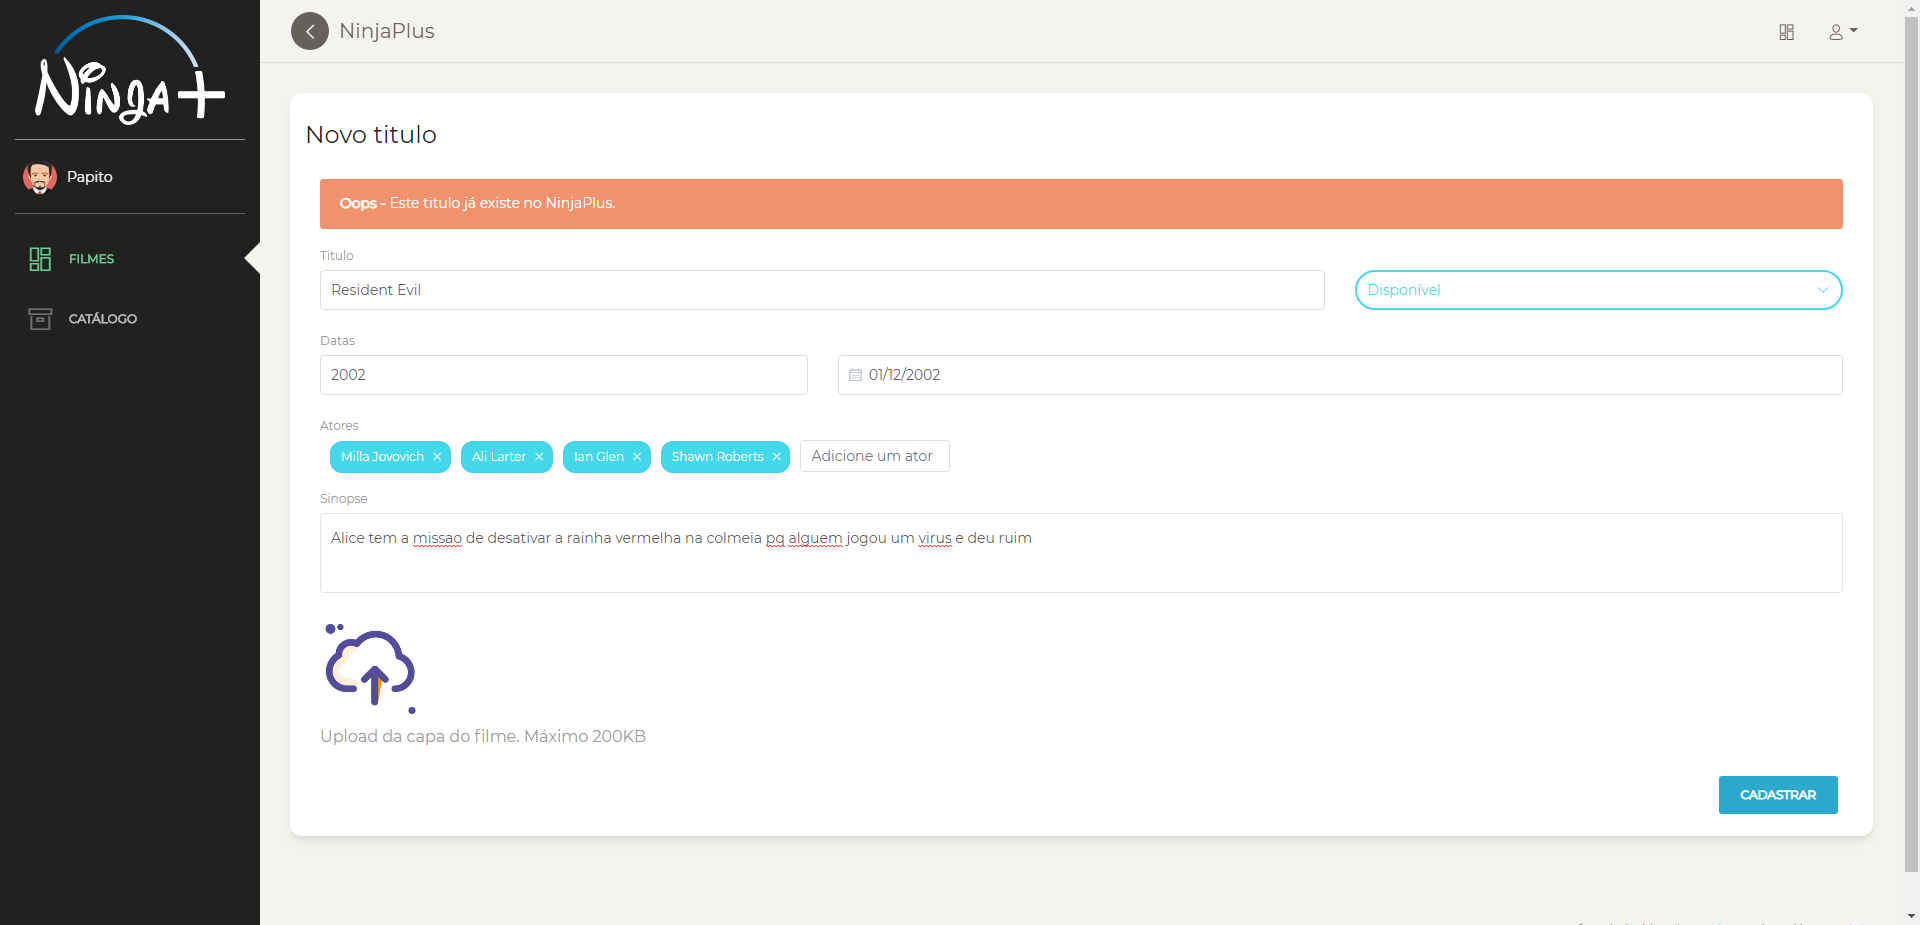 Ninja+
NinjaPlus
Papito
FILMES
CATÁLOGO
Novo titulo
Oops - Este titulo já existe no NinjaPlus.
Titulo
Resident Evil
Disponível
Datas
2002
01/12/2002
Atores
Milla Jovovich ×
Ali Larter ×
Ian Glen ×
Shawn Roberts ×
Adicione um ator
Sinopse
Alice tem a missao de desativar a rainha vermelha na colmeia pq alguem jogou um virus e deu ruim
Upload da capa do filme. Máximo 200KB
CADASTRAR